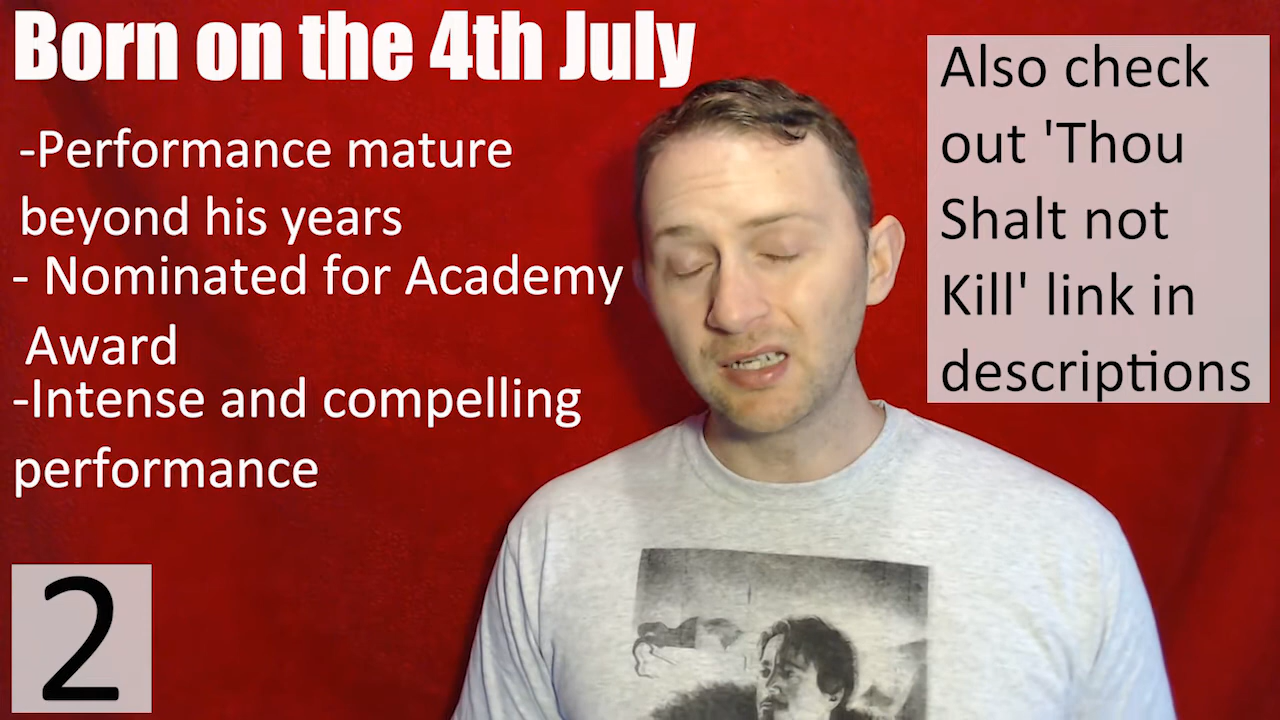 Born on the 4th July
-Performance mature
beyond his years
- Nominated for Academy
Award
-Intense and compelling
performance
2
Also check
out 'Thou
Shalt not
Kill' link in
descriptions